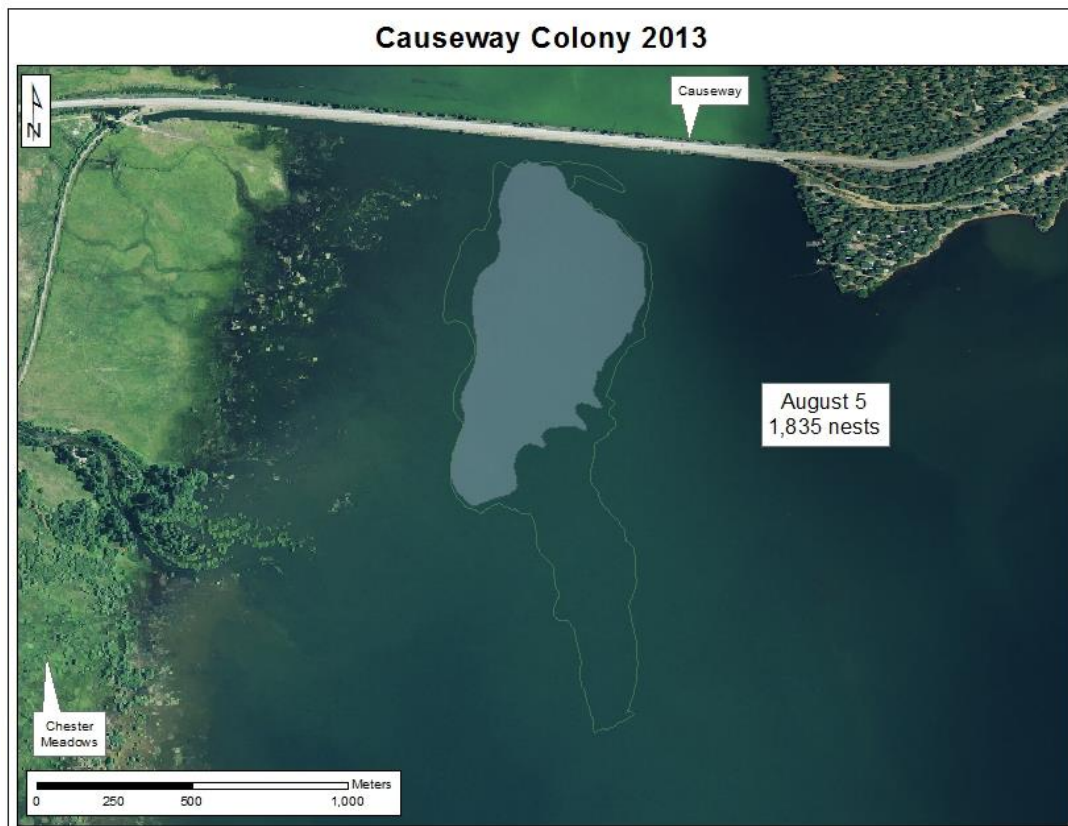 Causeway Colony 2013
N
Causeway
August 5
1,835 nests
Chester
Meadows
Meters
0 250 500 1,000